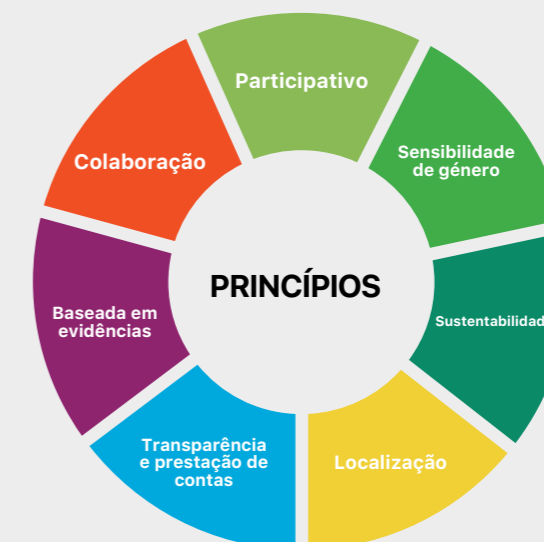 Participativo
Sensibilidade
de género
Sustentabilidad
Localização
Transparência
e prestação de
contas
Baseada em
evidências
Colaboração
PRINCÍPIOS